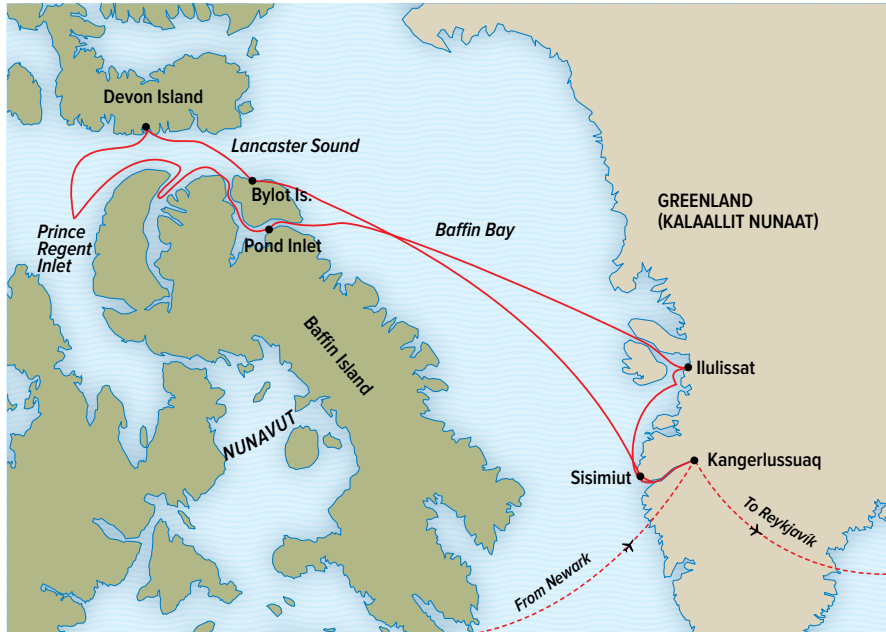 Devon Island
Lancaster Sound
Bylot Is.
GREENLAND
(KALAALLIT NUNAAT)
Prince
Regent
Inlet
Baffin Bay
Pond Inlet
Baffin Island
Ilulissat
NUNAVUT
Kangerlussuaq
Sisimiut
To Reykjavik
From Newark